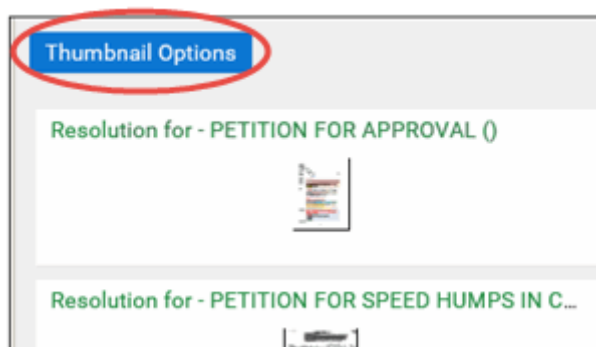 Thumbnail Options
Resolution for - PETITION FOR APPROVAL ()
Resolution for - PETITION FOR SPEED HUMPS IN C...